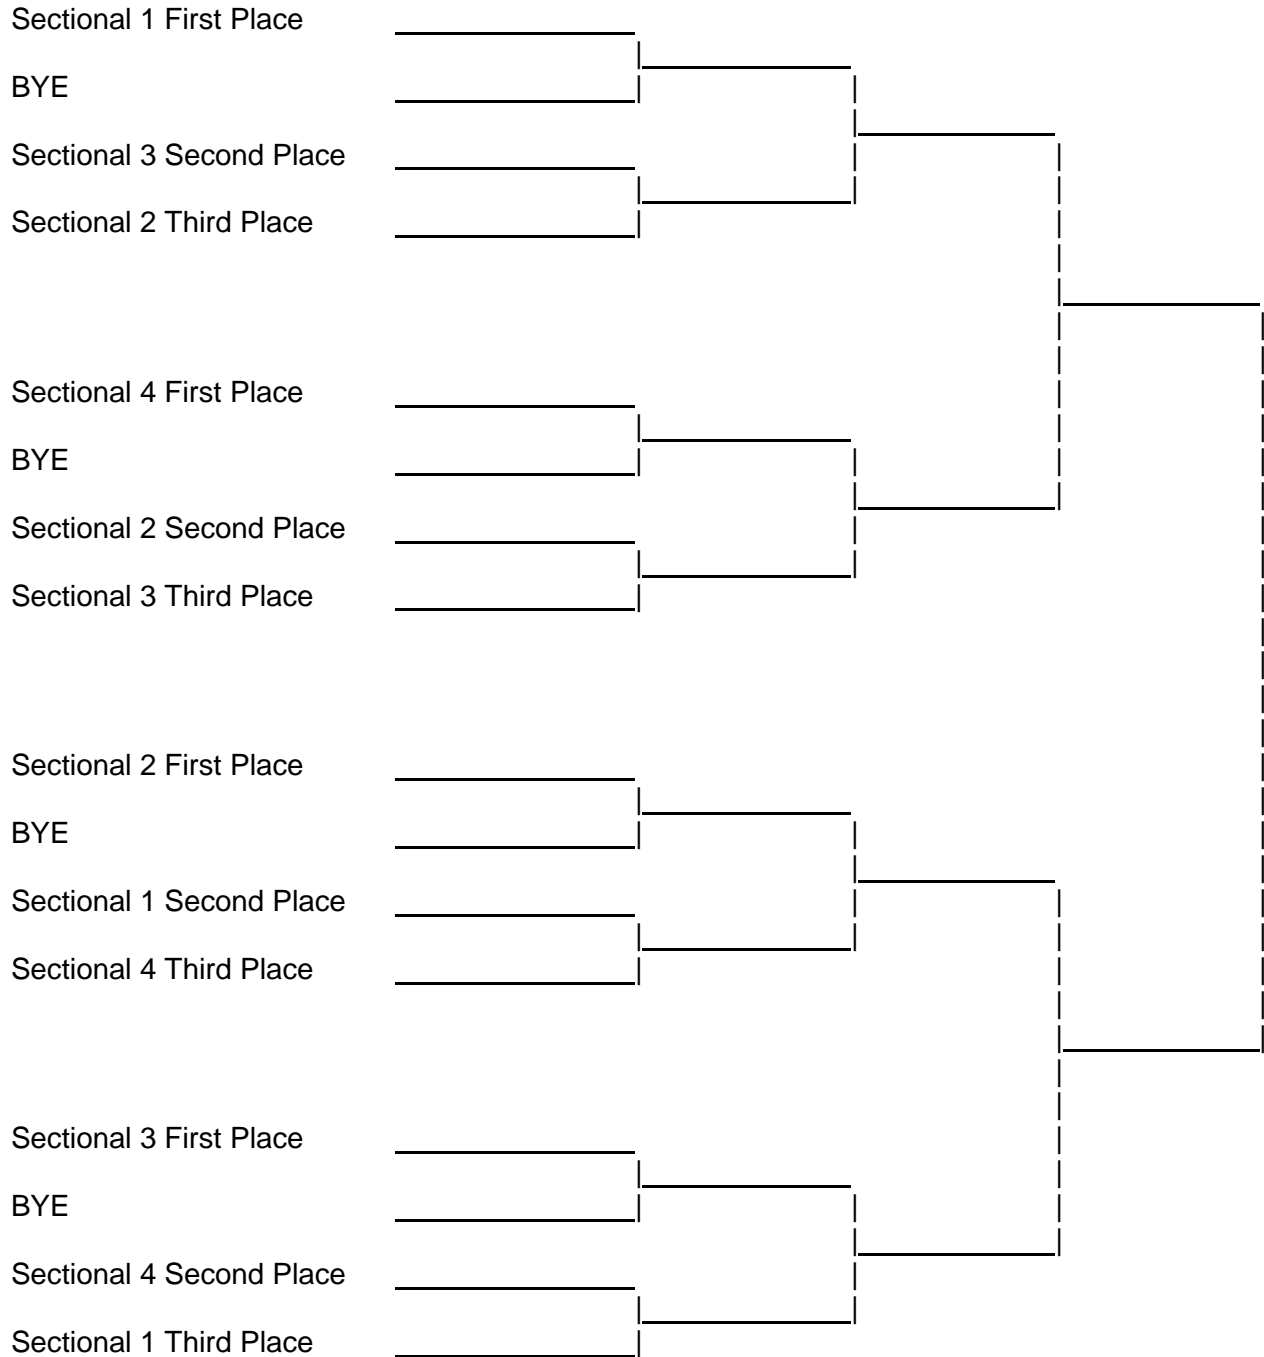 Sectional 1 First Place
BYE
Sectional 3 Second Place
Sectional 2 Third Place
Sectional 4 First Place
BYE
Sectional 2 Second Place
Sectional 3 Third Place
Sectional 2 First Place
BYE
Sectional 1 Second Place
Sectional 4 Third Place
Sectional 3 First Place
BYE
Sectional 4 Second Place
Sectional 1 Third Place